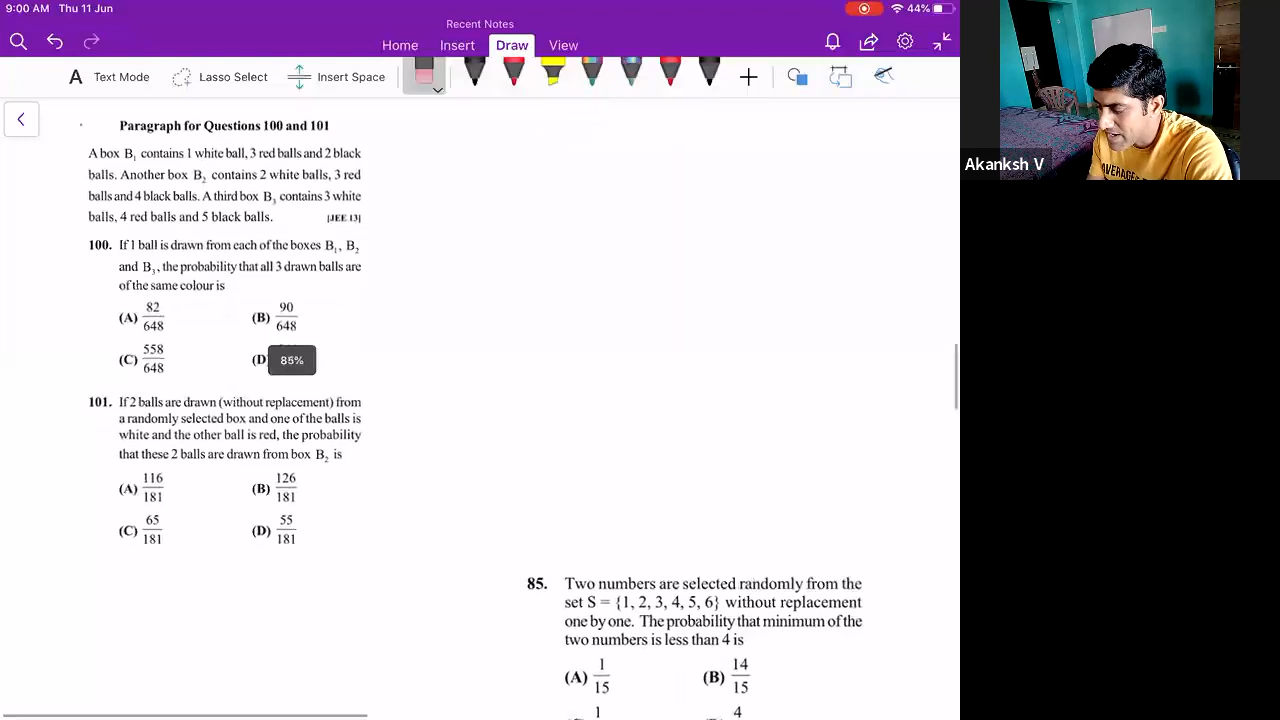 9:00 AM Thu 11 Jun
44%
Recent Notes
Home Insert Draw View
A Text Mode Lasso Select Insert Space
Akanksh V
Paragraph for Questions 100 and 101
A box B₁ contains 1 white ball, 3 red balls and 2 black
balls. Another box B₂ contains 2 white balls, 3 red
balls and 4 black balls. A third box B₃ contains 3 white
balls, 4 red balls and 5 black balls. [JEE 13]
100. If 1 ball is drawn from each of the boxes B₁, B₂
and B₃, the probability that all 3 drawn balls are
of the same colour is
(A) 82/648 (B) 90/648
(C) 558/648 (D)
85%
101. If 2 balls are drawn (without replacement) from
a randomly selected box and one of the balls is
white and the other ball is red, the probability
that these 2 balls are drawn from box B₂ is
(A) 116/181 (B) 126/181
(C) 65/181 (D) 55/181
85. Two numbers are selected randomly from the
set S = {1, 2, 3, 4, 5, 6} without replacement
one by one. The probability that minimum of the
two numbers is less than 4 is
(A) 1/15 (B) 14/15
1 4